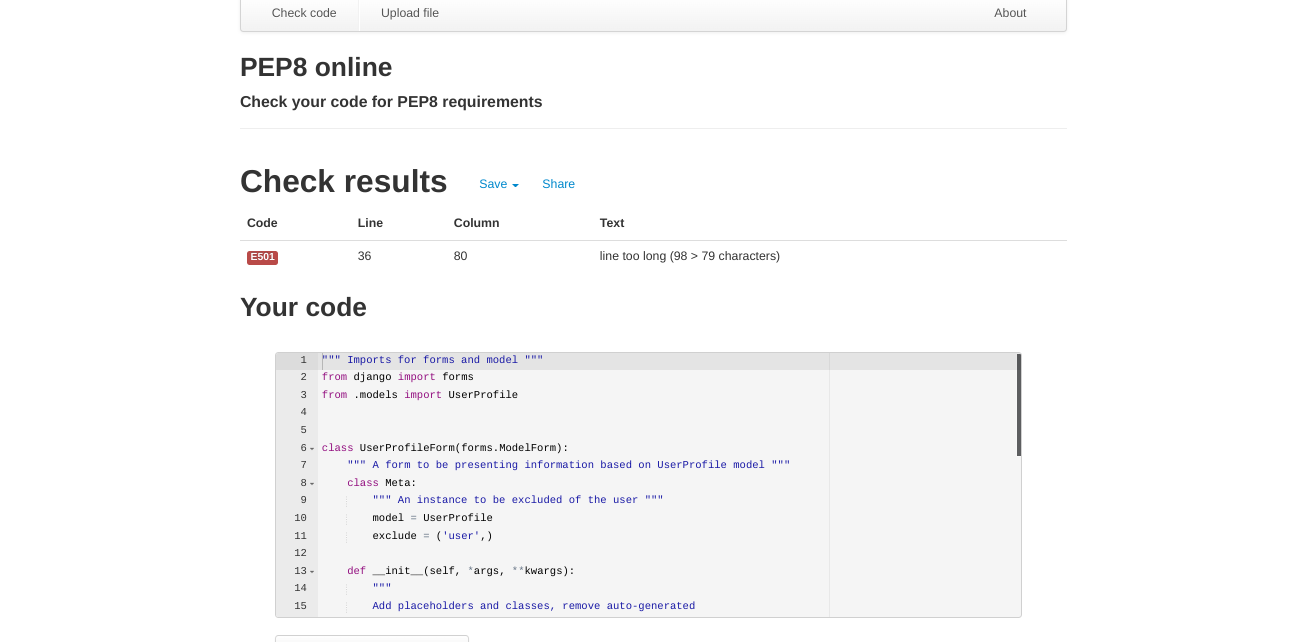 Check code Upload file About
PEP8 online
Check your code for PEP8 requirements
Check results Save Share
Code Line Column Text
E501 36 80 line too long (98 > 79 characters)
Your code
1 """ Imports for forms and model """
2 from django import forms
3 from .models import UserProfile
4
5
6 class UserProfileForm(forms.ModelForm):
7 """ A form to be presenting information based on UserProfile model """
8 class Meta:
9 """ An instance to be excluded of the user """
10 model = UserProfile
11 exclude = ('user',)
12
13 def __init__(self, *args, **kwargs):
14 """
15 Add placeholders and classes, remove auto-generated